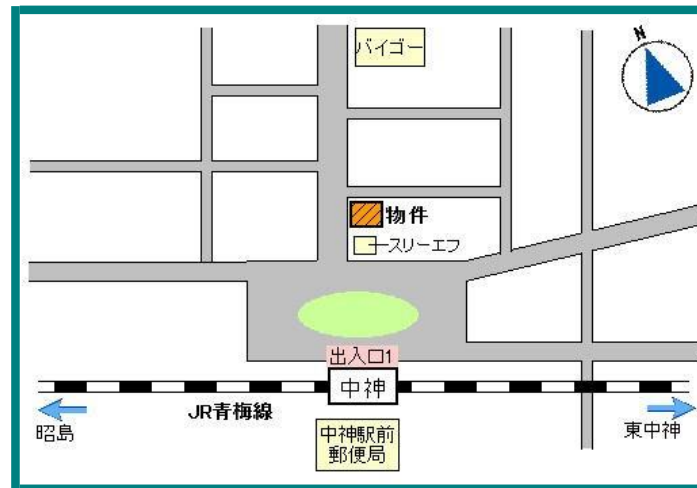 バイゴー
N
物件
スリーエフ
出入口1
中神
JR青梅線
昭島
東中神
中神駅前
郵便局